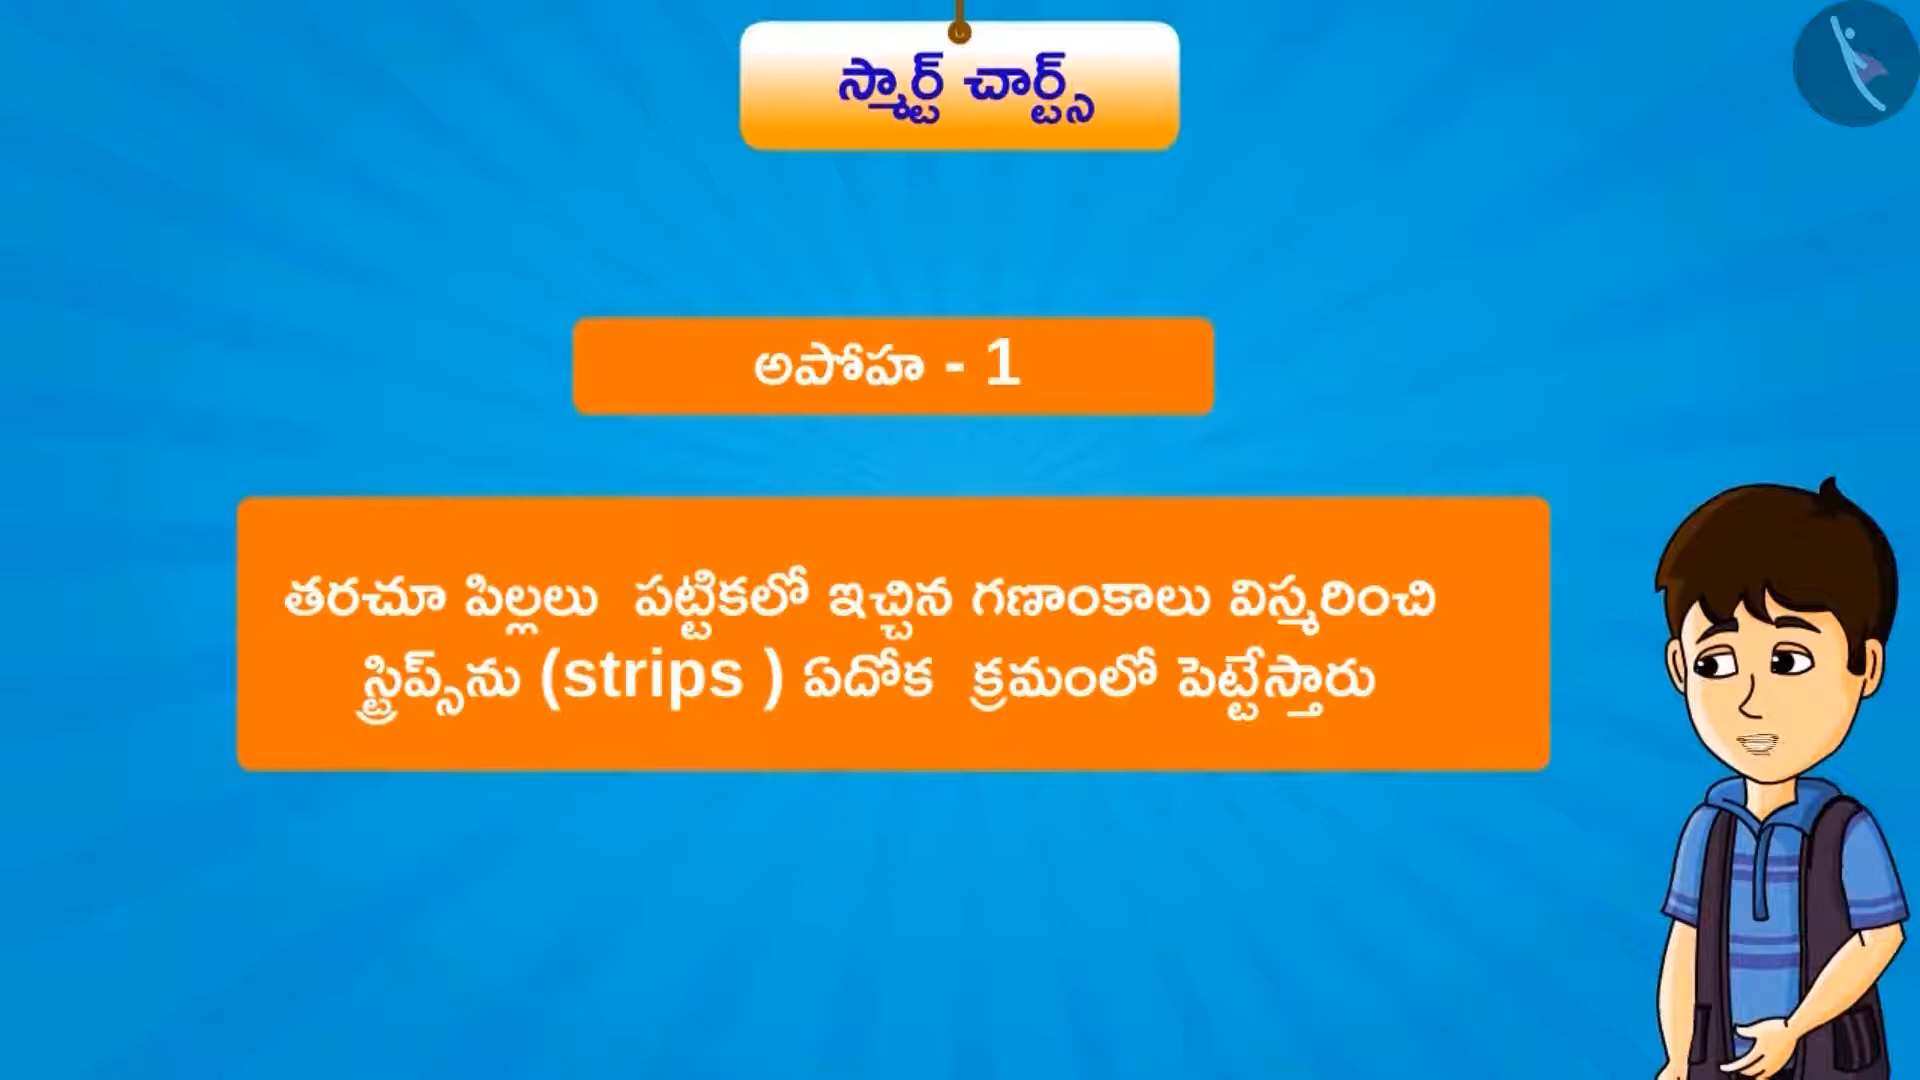 స్మార్ట్ చార్ట్స్
అపోహ - 1
తరచూ పిల్లలు పట్టికలో ఇచ్చిన గణాంకాలు విస్మరించి
స్ట్రిప్స్‌ను (strips ) ఏదోక క్రమంలో పెట్టేస్తారు